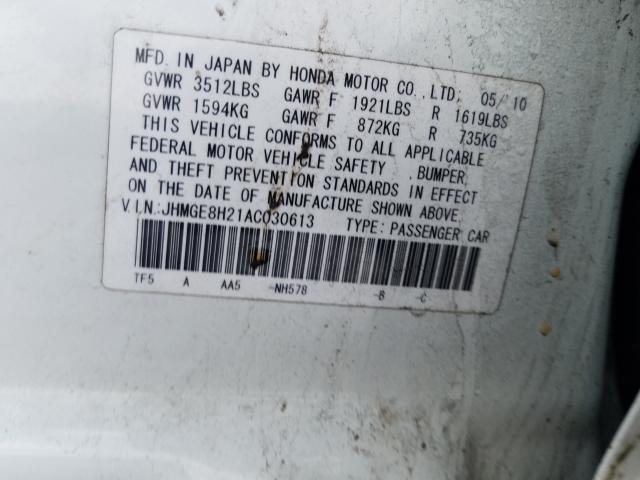 MFD. IN JAPAN BY HONDA MOTOR CO., LTD. 05/10
GVWR 3512LBS GAWR F 1921LBS R 1619LBS
GVWR 1594KG GAWR F 872KG R 735KG
THIS VEHICLE CONFORMS TO ALL APPLICABLE
FEDERAL MOTOR VEHICLE SAFETY , BUMPER,
AND THEFT PREVENTION STANDARDS IN EFFECT
ON THE DATE OF MANUFACTURE SHOWN ABOVE.
V.I.N.:JHMGE8H21AC030613 TYPE: PASSENGER CAR
TF5 A AA5 -NH578 -B -C